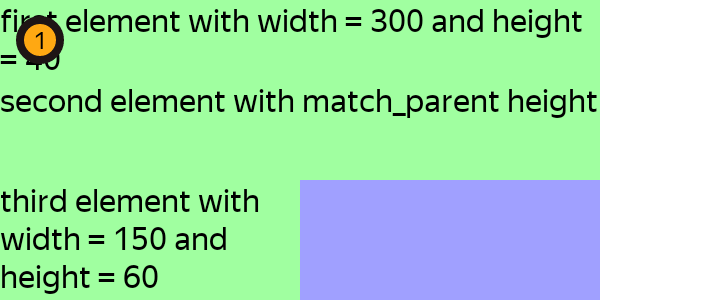 first element with width = 300 and height
= 40
1
second element with match_parent height
third element with
width = 150 and
height = 60